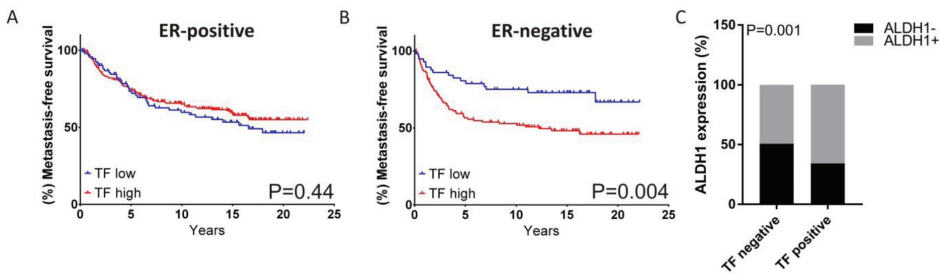 A
ER-positive
(%) Metastasis-free survival
100
50
TF low
TF high
P=0.44
0
5
10
15
20
25
Years
B
ER-negative
(%) Metastasis-free survival
100
50
TF low
TF high
P=0.004
0
5
10
15
20
25
Years
C
ALDH1 expression (%)
150
100
50
0
P=0.001
ALDH1-
ALDH1+
TF negative
TF positive